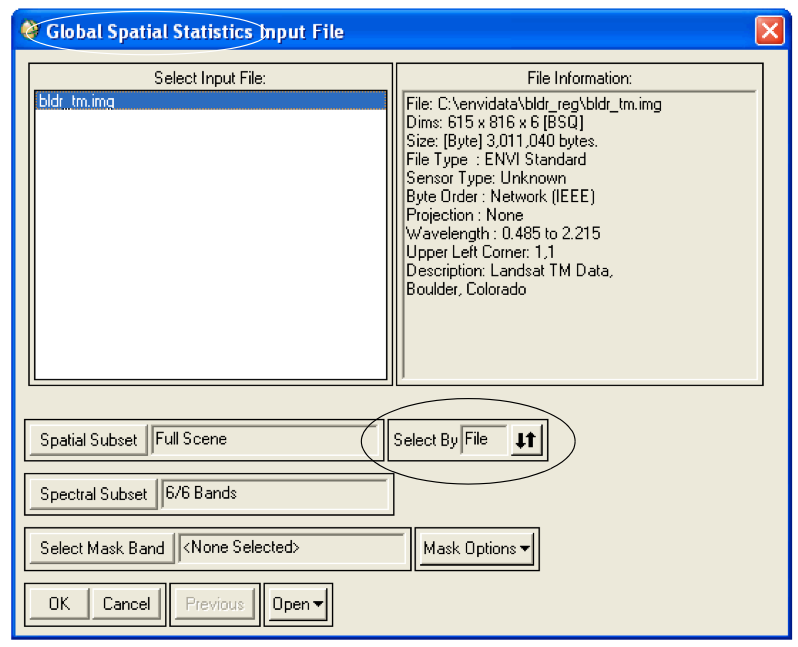 Global Spatial Statistics Input File
Select Input File:
bldr_tm.img
File Information:
File: C:\envidata\bldr_reg\bldr_tm.img
Dims: 615 x 816 x 6 [BSQ]
Size: [Byte] 3,011,040 bytes.
File Type : ENVI Standard
Sensor Type: Unknown
Byte Order : Network (IEEE)
Projection : None
Wavelength : 0.485 to 2.215
Upper Left Corner: 1,1
Description: Landsat TM Data,
Boulder, Colorado
Spatial Subset Full Scene
Select By File
Spectral Subset 6/6 Bands
Select Mask Band <None Selected>
Mask Options
OK Cancel Previous Open